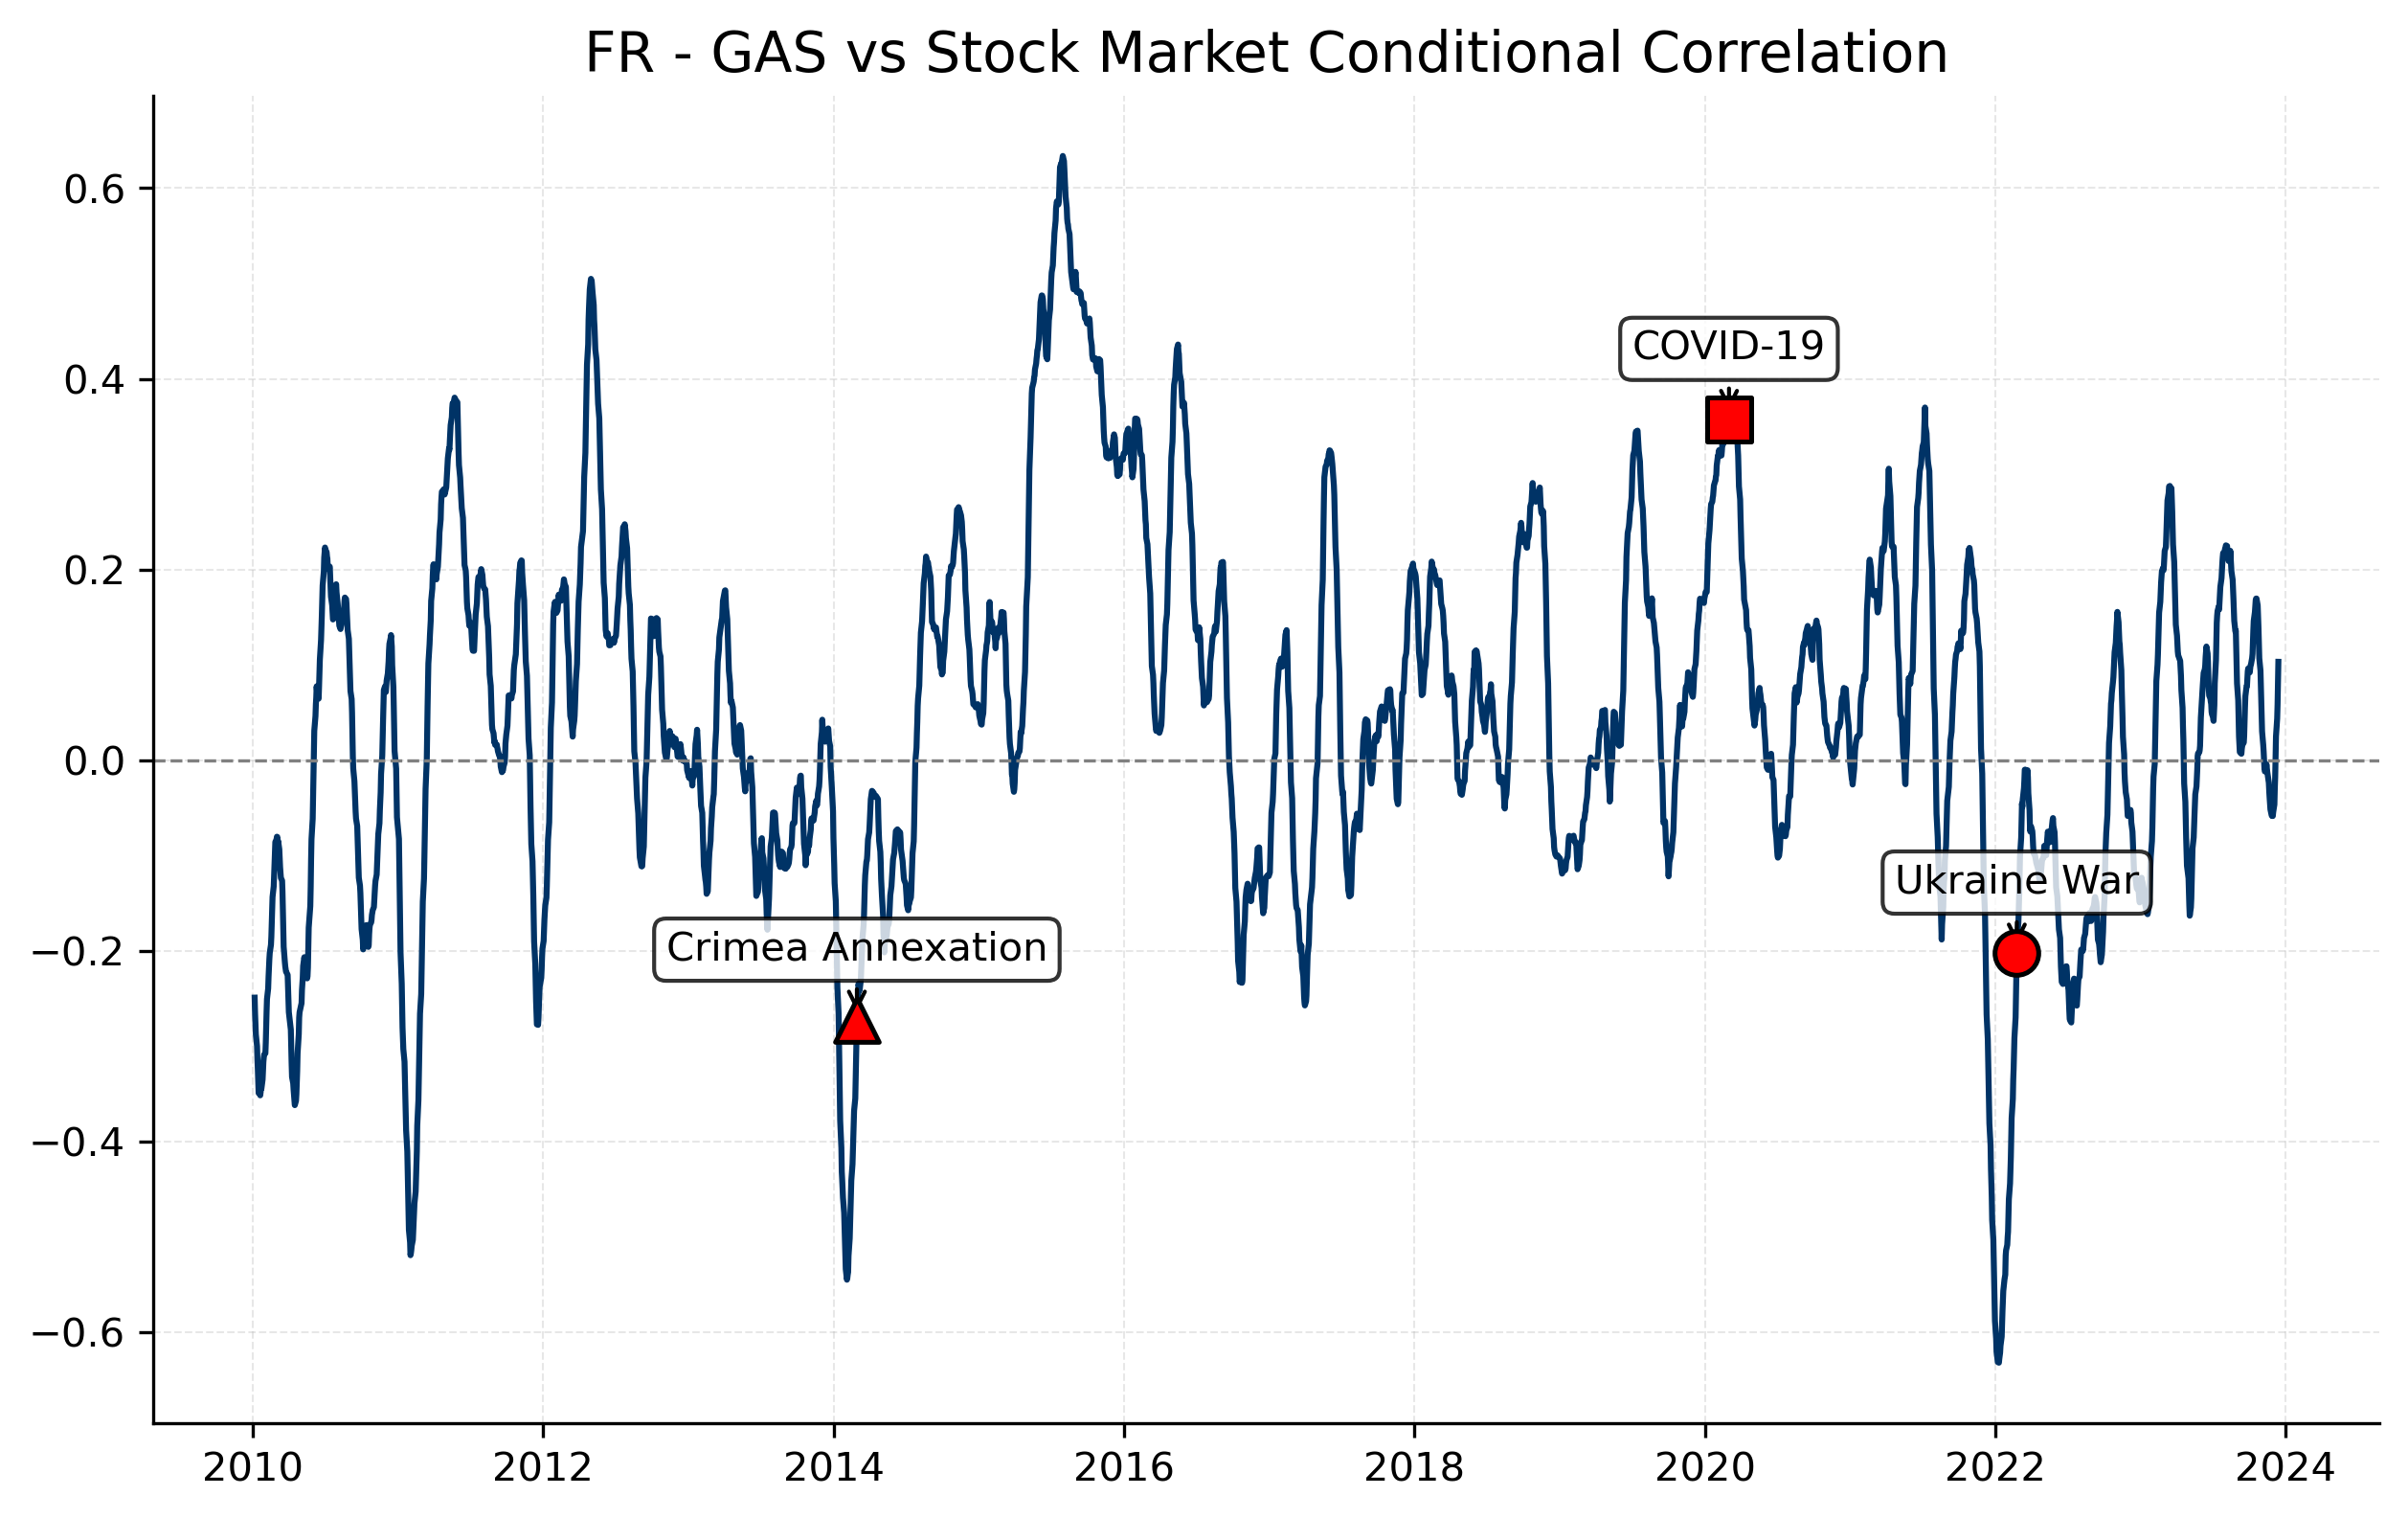 FR - GAS vs Stock Market Conditional Correlation
0.6
0.4
0.2
0.0
−0.2
−0.4
−0.6
COVID-19
Ukraine War
Crimea Annexation
2010 2012 2014 2016 2018 2020 2022 2024